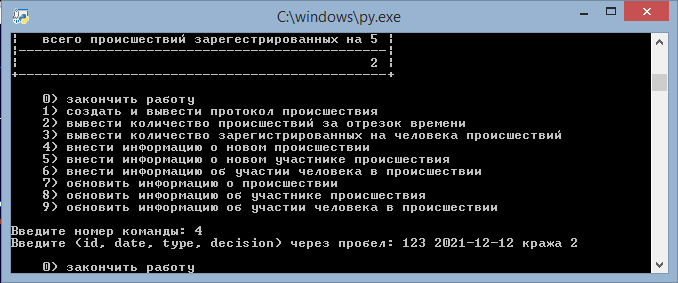 C:\windows\py.exe
всего происшествий зарегестрированных на 5
2
0) закончить работу
1) создать и вывести протокол происшествия
2) вывести количество происшествий за отрезок времени
3) вывести количество зарегистрированных на человека происшествий
4) внести информацию о новом происшествии
5) внести информацию о новом участнике происшествия
6) внести информацию об участии человека в происшествии
7) обновить информацию о происшествии
8) обновить информацию об участнике происшествия
9) обновить информацию об участии человека в происшествии
Введите номер команды: 4
Введите (id, date, type, decision) через пробел: 123 2021-12-12 кража 2
0) закончить работу